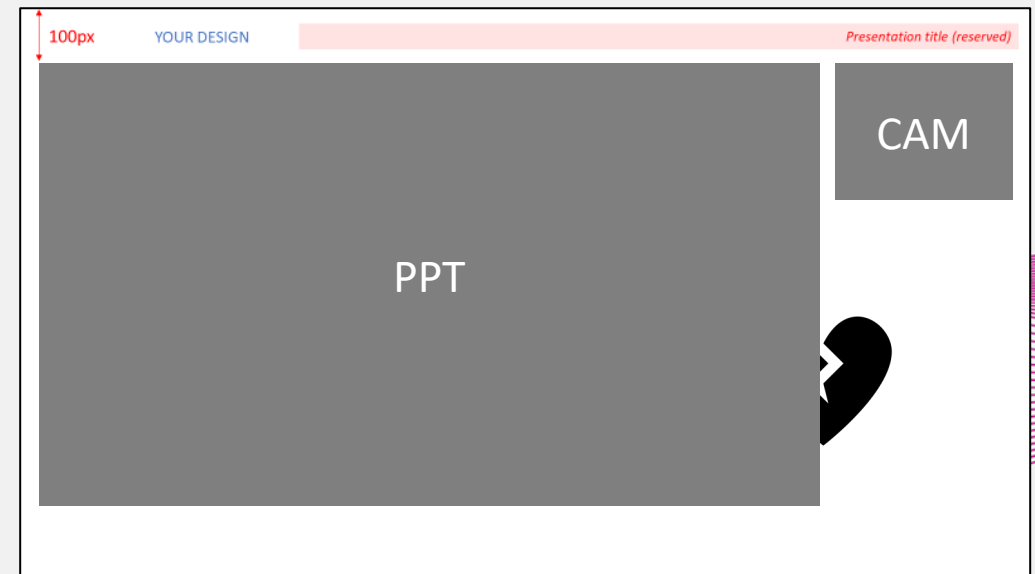 100px
YOUR DESIGN
Presentation title (reserved)
CAM
PPT